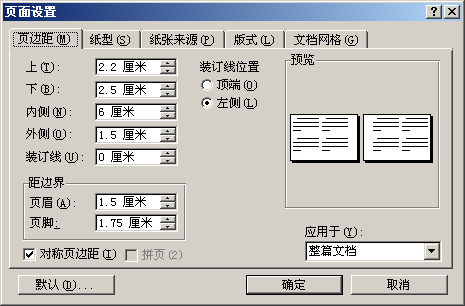 页面设置
页边距(M) 纸型(S) 纸张来源(P) 版式(L) 文档网格(G)
上(T): 2.2 厘米
下(B): 2.5 厘米
内侧(N) 6 厘米
外侧(O): 1.5 厘米
装订线(U): 0 厘米
距边界
页眉(A): 1.5 厘米
页脚: 1.75 厘米
对称页边距(I) 拼页(2)
装订线位置
顶端(O)
左侧(L)
预览
应用于(Y):
整篇文档
默认(D)... 确定 取消